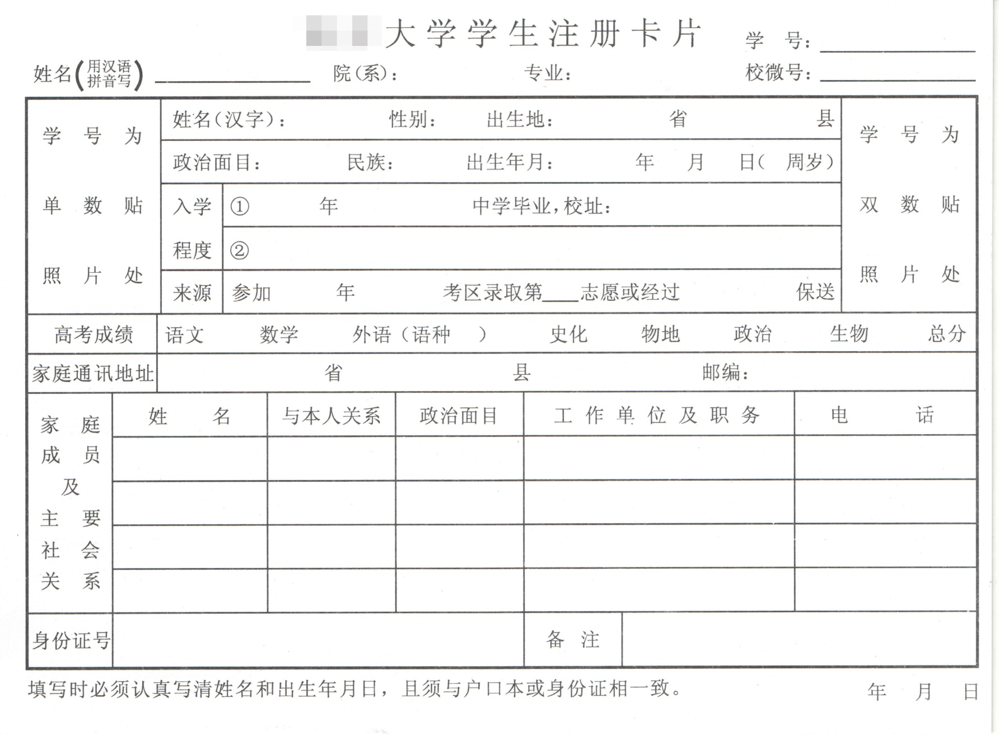 大学学生注册卡片
学 号：
姓名(用汉语拼音写) 院(系)： 专业： 校微号：
学 号 为
单 数 贴
照 片 处
姓名(汉字)： 性别： 出生地： 省 县
政治面目： 民族： 出生年月： 年 月 日( 周岁)
入学程度
① 年 中学毕业,校址：
②
来源 参加 年 考区录取第____志愿或经过 保送
学 号 为
双 数 贴
照 片 处
高考成绩 语文 数学 外语(语种 ) 史化 物地 政治 生物 总分
家庭通讯地址 省 县 邮编：
家 庭
成 员
及
主 要
社 会
关 系
姓 名 与本人关系 政治面目 工作单位及职务 电 话
身份证号 备 注
填写时必须认真写清姓名和出生年月日，且须与户口本或身份证相一致。 年 月 日